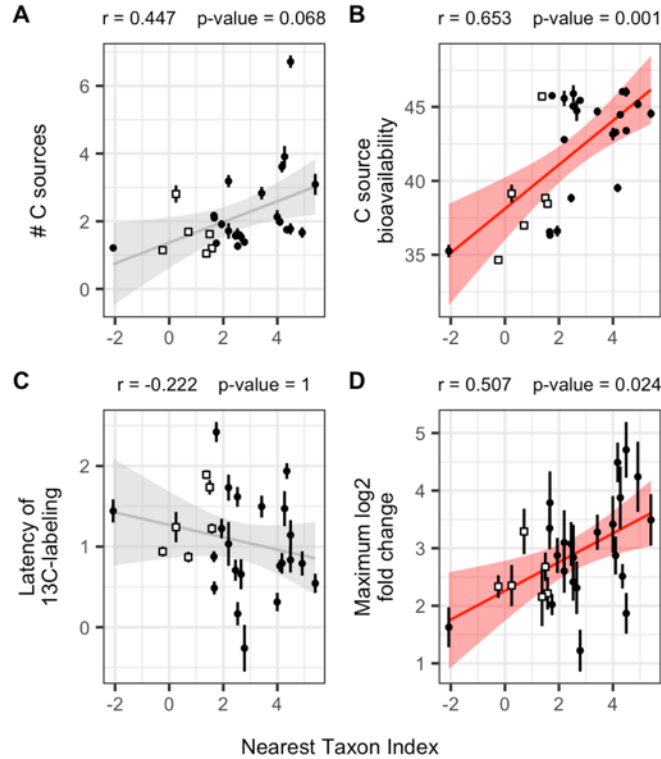 A
r = 0.447 p-value = 0.068
# C sources
6
4
2
0
-2 0 2 4
B
r = 0.653 p-value = 0.001
C source
bioavailability
45
40
35
-2 0 2 4
C
r = -0.222 p-value = 1
Latency of
13C-labeling
2
1
0
-2 0 2 4
D
r = 0.507 p-value = 0.024
Maximum log2
fold change
5
4
3
2
1
-2 0 2 4
Nearest Taxon Index